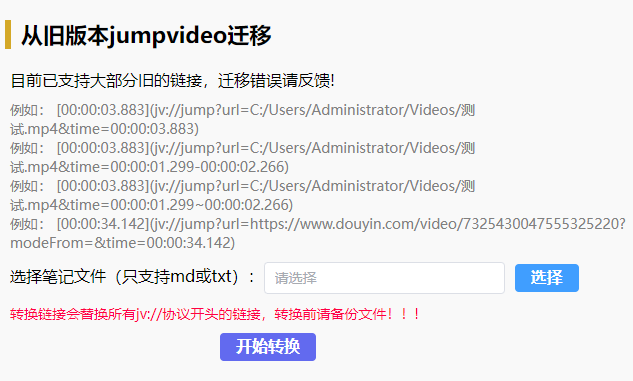 从旧版本jumpvideo迁移
目前已支持大部分旧的链接，迁移错误请反馈!
例如： [00:00:03.883](jv://jump?url=C:/Users/Administrator/Videos/测
试.mp4&time=00:00:03.883)
例如： [00:00:03.883](jv://jump?url=C:/Users/Administrator/Videos/测
试.mp4&time=00:00:01.299-00:00:02.266)
例如： [00:00:03.883](jv://jump?url=C:/Users/Administrator/Videos/测
试.mp4&time=00:00:01.299~00:00:02.266)
例如： [00:00:34.142](jv://jump?url=https://www.douyin.com/video/7325430047555325220?
modeFrom=&time=00:00:34.142)
选择笔记文件（只支持md或txt）： 请选择 选择
转换链接会替换所有jv://协议开头的链接，转换前请备份文件！！！
开始转换